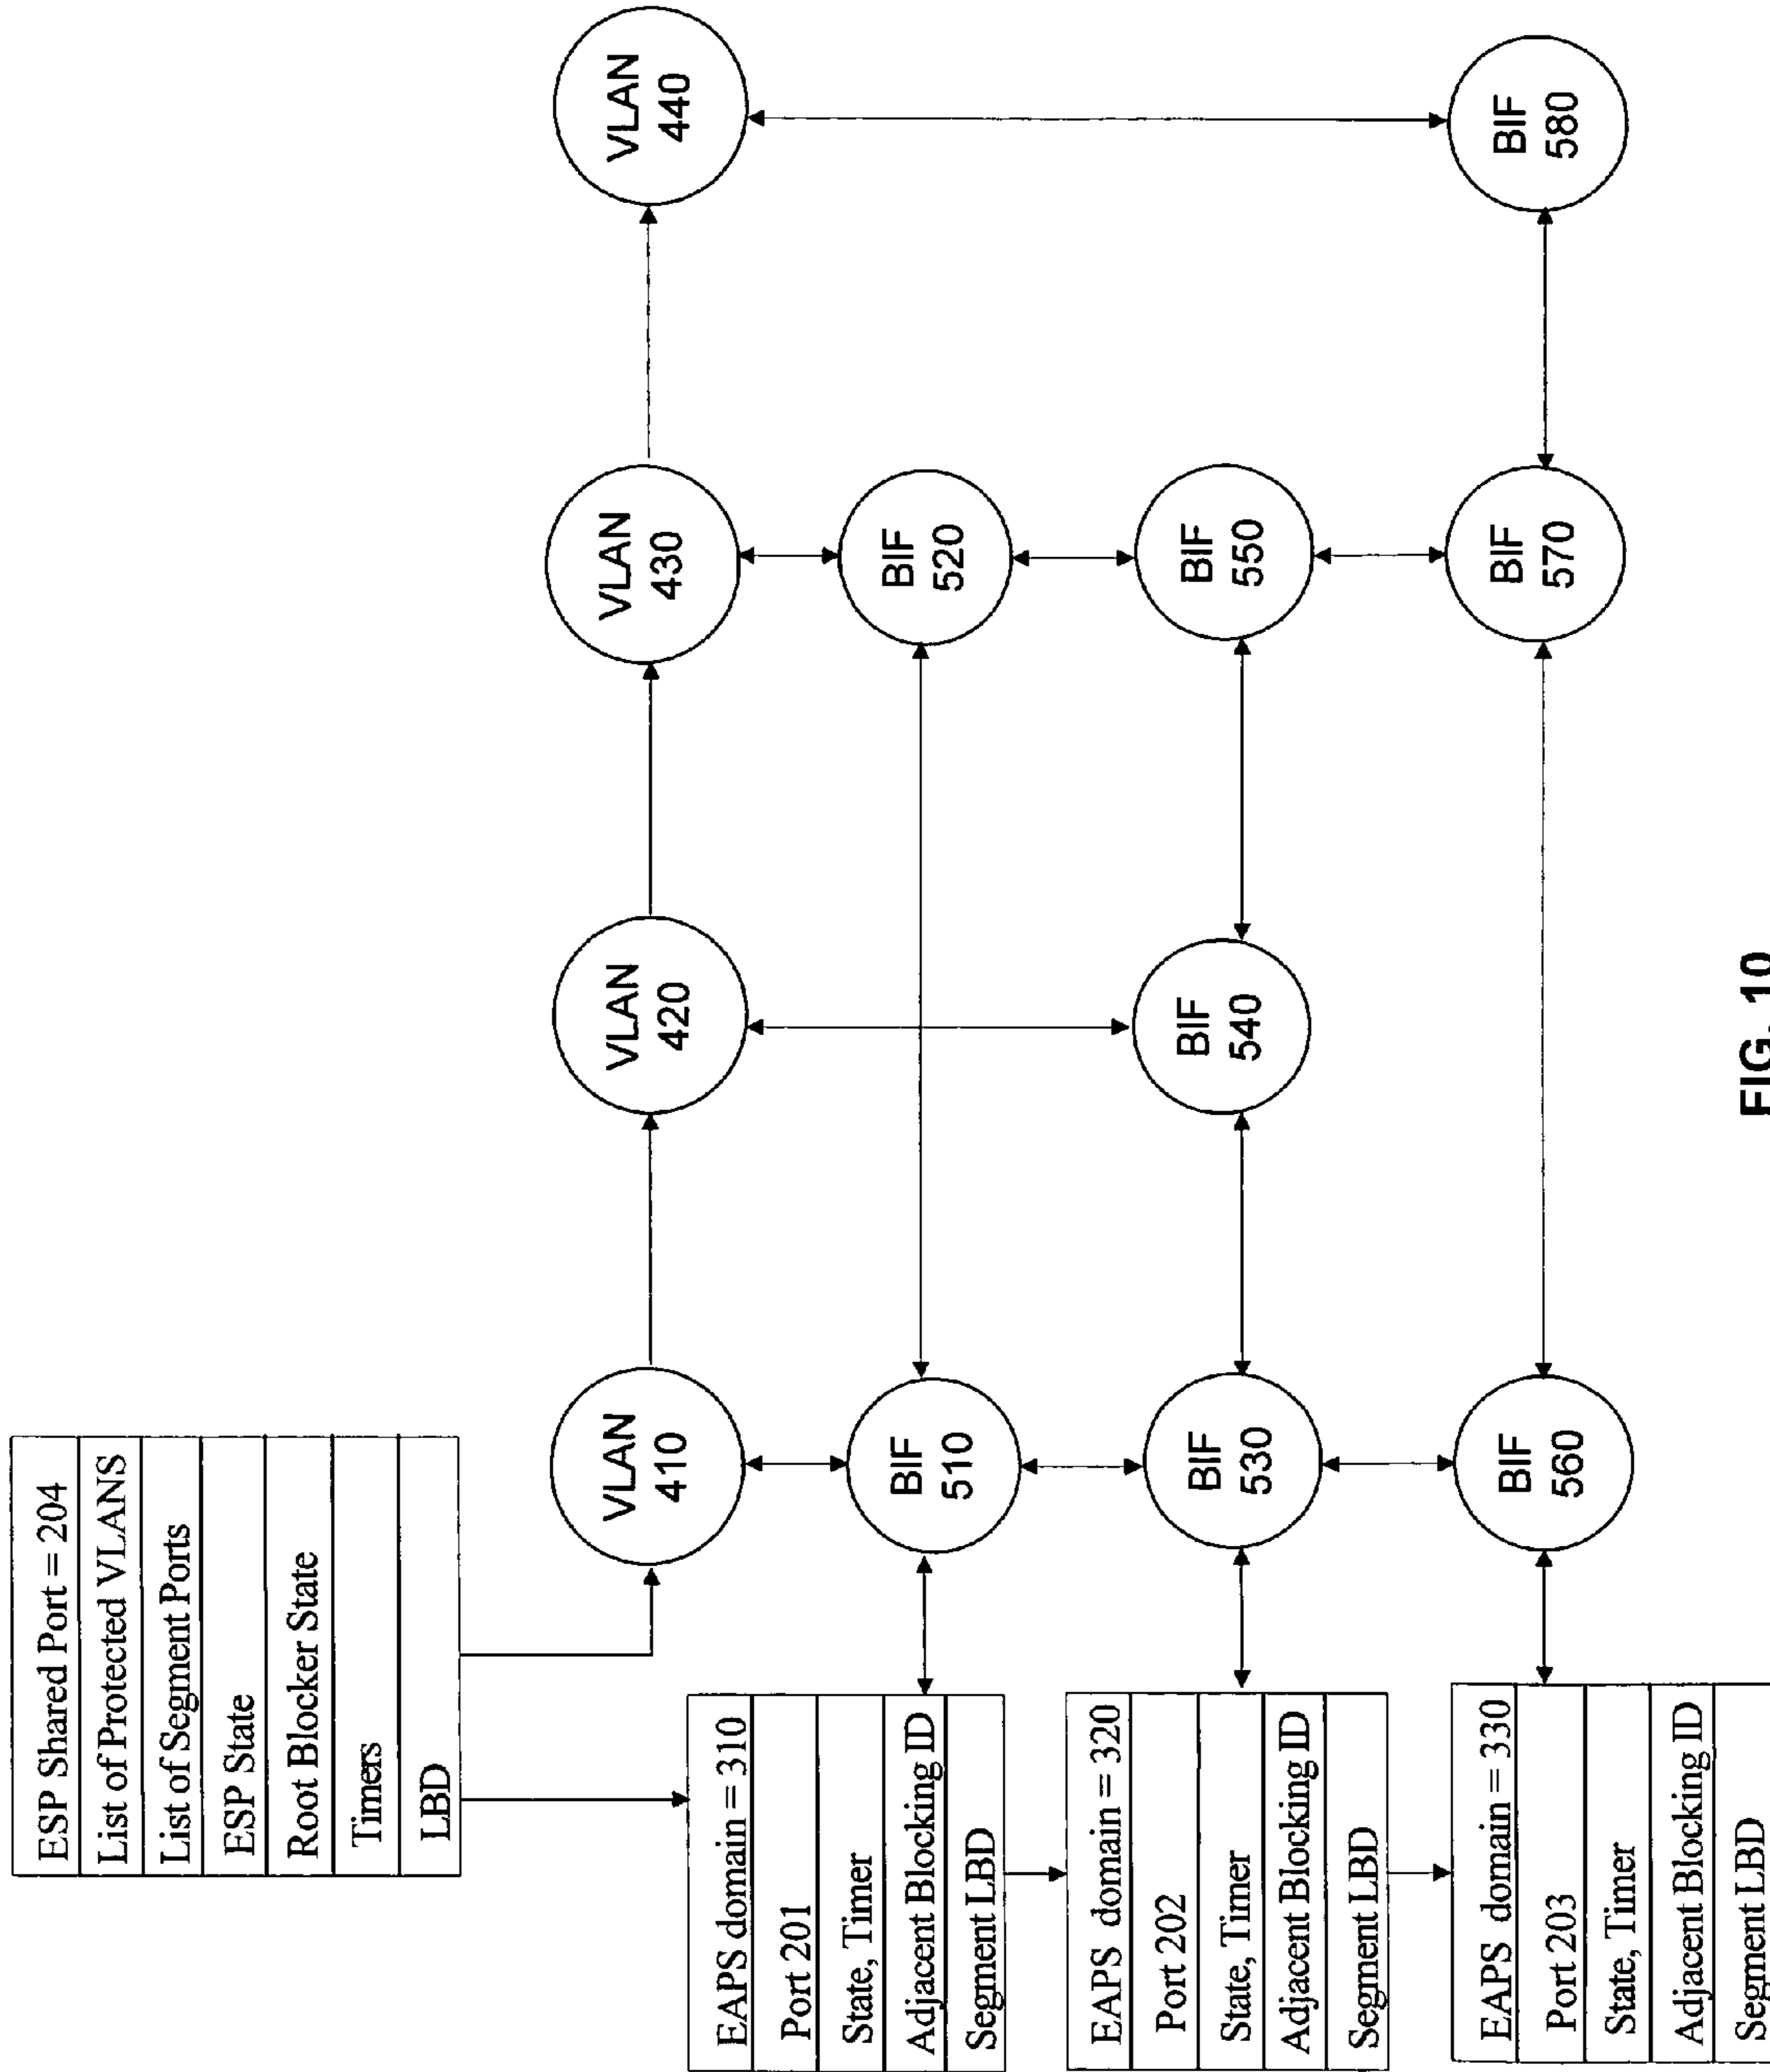 ESP Shared Port = 204
List of Protected VLANS
List of Segment Ports
ESP State
Root Blocker State
Timers
LBD
VLAN
410
VLAN
420
VLAN
430
VLAN
440
EAPS domain = 310
Port 201
State, Timer
Adjacent Blocking ID
Segment LBD
BIF
510
BIF
520
EAPS domain = 320
Port 202
State, Timer
Adjacent Blocking ID
Segment LBD
BIF
530
BIF
540
BIF
550
EAPS domain = 330
Port 203
State, Timer
Adjacent Blocking ID
Segment LBD
BIF
560
BIF
570
BIF
580
FIG. 10